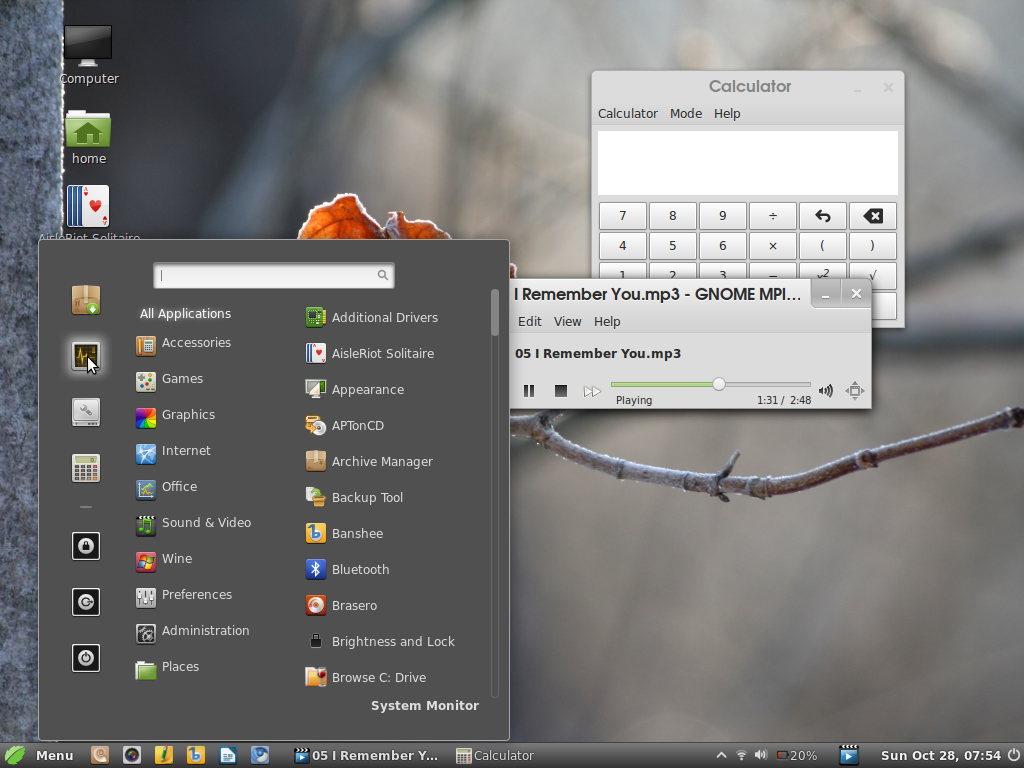 Computer
home
AisleRiot Solitaire
Calculator
Calculator Mode Help
7 8 9 ÷
4 5 6 × ( )
1 2 3 − x² √
I Remember You.mp3 - GNOME MPl...
Edit View Help
05 I Remember You.mp3
Playing
1:31 / 2:48
All Applications
Accessories
Games
Graphics
Internet
Office
Sound & Video
Wine
Preferences
Administration
Places
Additional Drivers
AisleRiot Solitaire
Appearance
APTonCD
Archive Manager
Backup Tool
Banshee
Bluetooth
Brasero
Brightness and Lock
Browse C: Drive
System Monitor
Menu
05 I Remember Y...
Calculator
20%
Sun Oct 28, 07:54